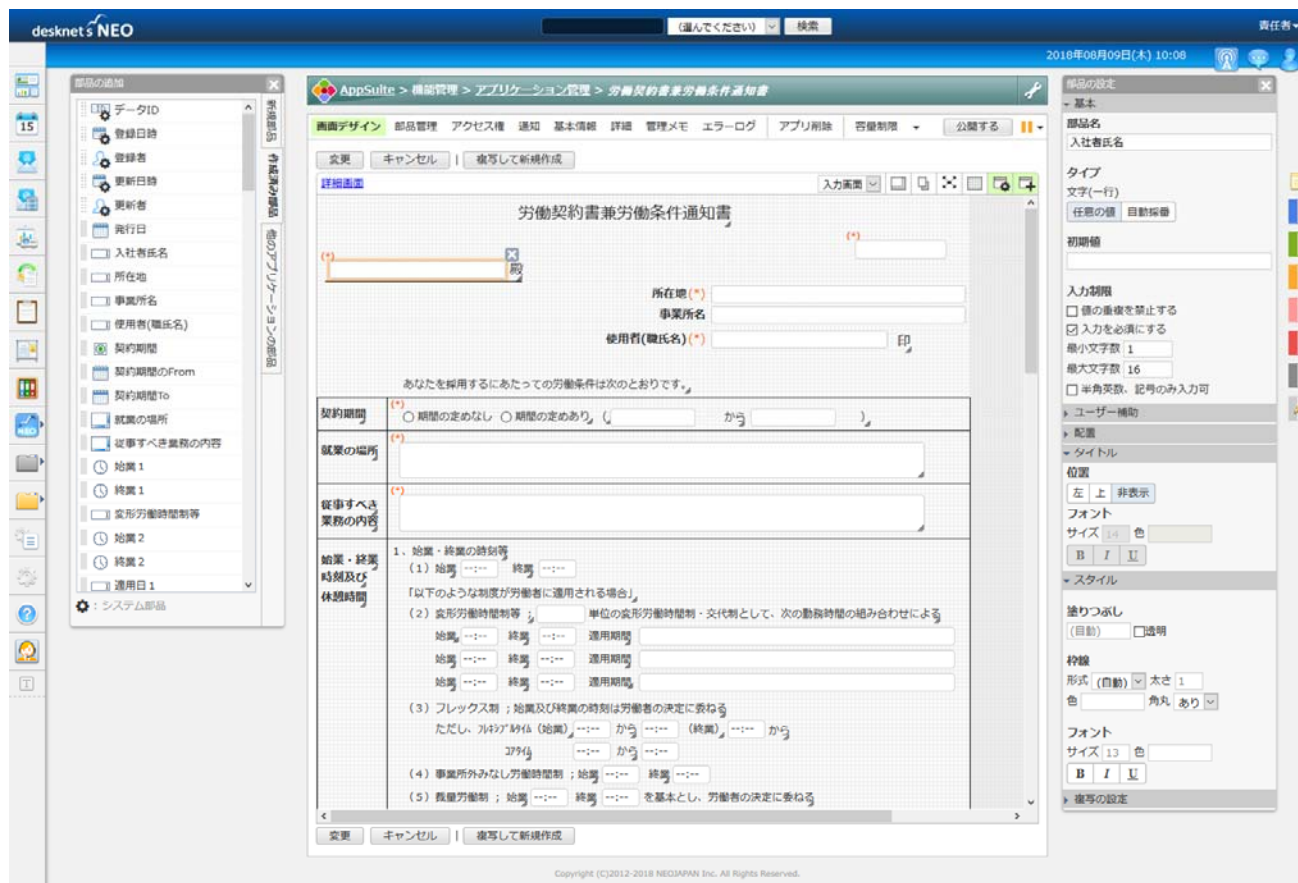 desknet's NEO
(選んでください) 検索
責任者
2018年08月09日(木) 10:08
部品の追加
データID
登録日時
登録者
更新日時
更新者
発行日
入社者氏名
所在地
事業所名
使用者(職氏名)
契約期間
契約期間のFrom
契約期間To
就業の場所
従事すべき業務の内容
始業1
終業1
変形労働時間制等
始業2
終業2
適用日1
:システム部品
新規部品
作成済み部品
他のアプリケーションの部品
15
NEO
AppSuite > 機能管理 > アプリケーション管理 > 労働契約書兼労働条件通知書
画面デザイン 部品管理 アクセス権 通知 基本情報 詳細 管理メモ エラーログ アプリ削除 容量制限 公開する
変更 キャンセル | 複写して新規作成
詳細画面 入力画面
労働契約書兼労働条件通知書
(*)
(*)
殿
所在地(*)
事業所名
使用者(職氏名)(*) 印
あなたを採用するにあたっての労働条件は次のとおりです。
契約期間 (*) 期間の定めなし 期間の定めあり ( から )
就業の場所 (*)
従事すべき業務の内容 (*)
始業・終業時刻及び休憩時間
1、始業・終業の時刻等
(1) 始業 --:-- 終業 --:--
「以下のような制度が労働者に適用される場合」
(2) 変形労働時間制等; 単位の変形労働時間制・交代制として、次の勤務時間の組み合わせによる
始業 --:-- 終業 --:-- 適用期間
始業 --:-- 終業 --:-- 適用期間
始業 --:-- 終業 --:-- 適用期間
(3) フレックス制;始業及び終業の時刻は労働者の決定に委ねる
ただし、フレキシブルタイム (始業) --:-- から --:-- (終業) --:-- から
コアタイム --:-- から --:--
(4) 事業所外みなし労働時間制;始業 --:-- 終業 --:--
(5) 裁量労働制; 始業 --:-- 終業 --:-- を基本とし、労働者の決定に委ねる
変更 キャンセル | 複写して新規作成
部品の設定
基本
部品名
入社者氏名
タイプ
文字(一行)
任意の値 自動採番
初期値
入力制限
値の重複を禁止する
入力を必須にする
最小文字数 1
最大文字数 16
半角英数、記号のみ入力可
ユーザー補助
配置
タイトル
位置
左 上 非表示
フォント
サイズ 14 色
B I U
スタイル
塗りつぶし
(自動) 透明
枠線
形式 (自動) 太さ 1
色 角丸 あり
フォント
サイズ 13 色
B I U
複写の設定
Copyright (C)2012-2018 NEOJAPAN Inc. All Rights Reserved.